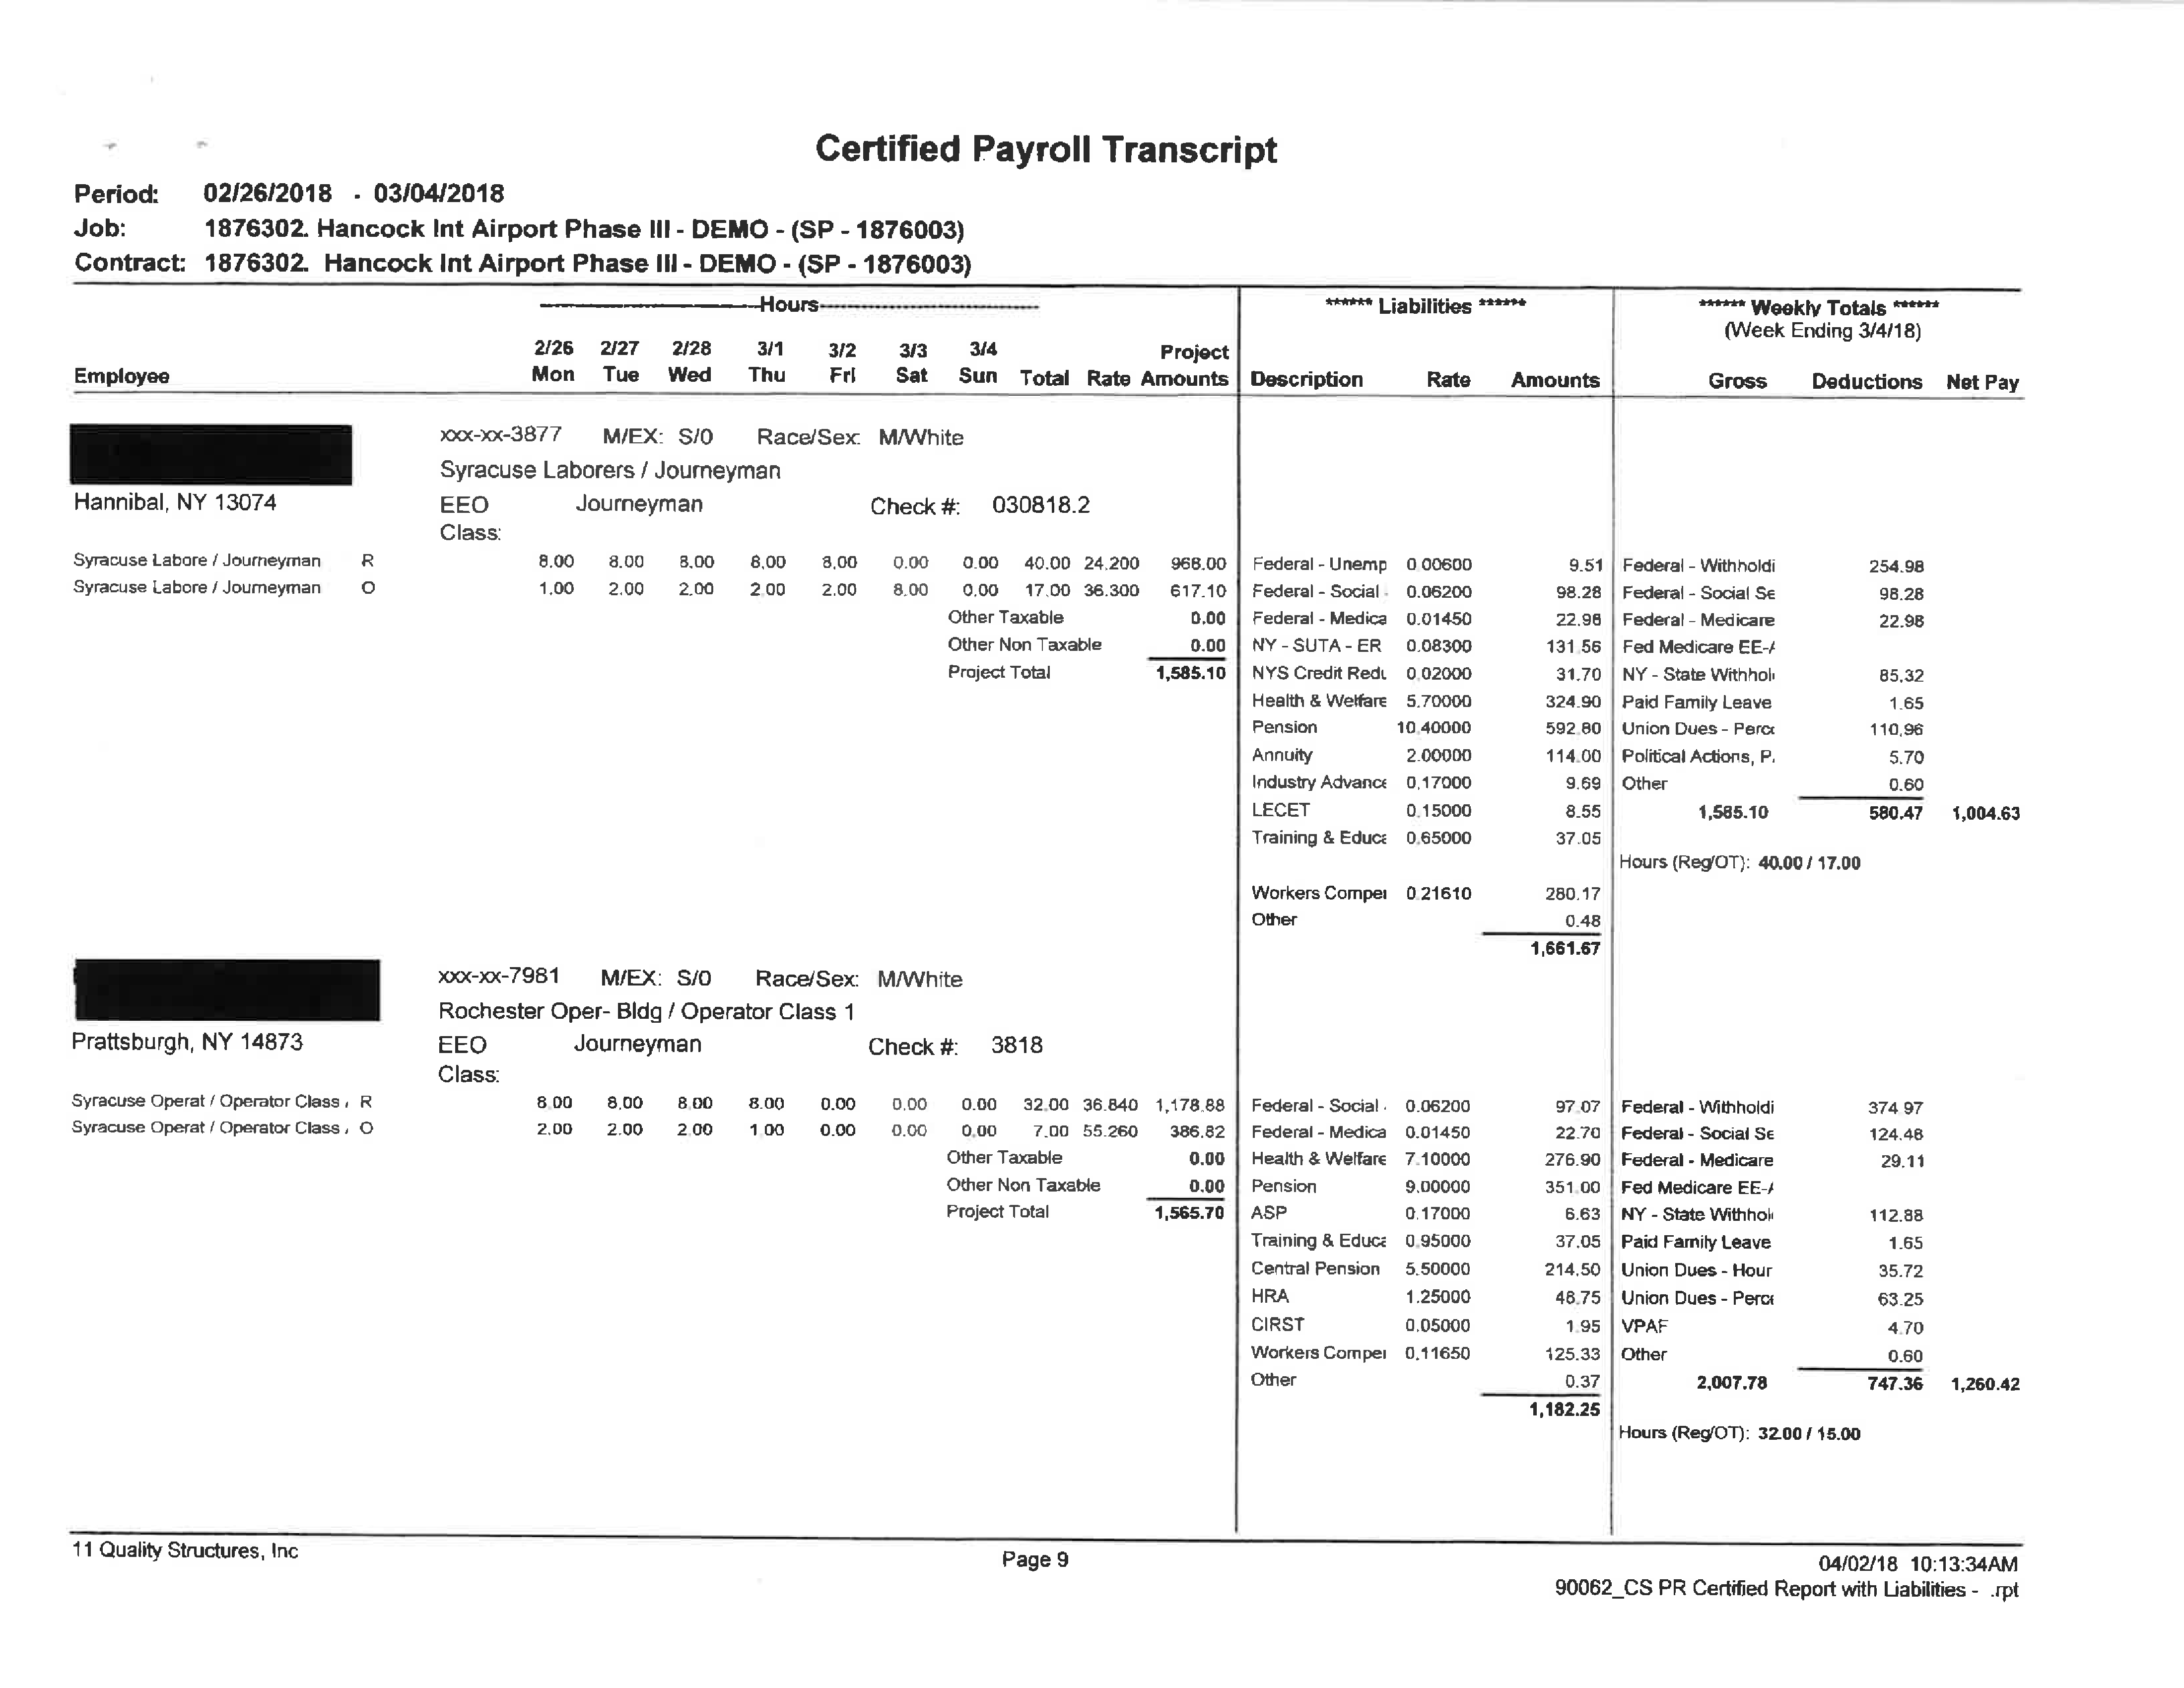 Certified Payroll Transcript
Period: 02/26/2018 - 03/04/2018
Job: 1876302. Hancock Int Airport Phase III - DEMO - (SP - 1876003)
Contract: 1876302. Hancock Int Airport Phase III - DEMO - (SP - 1876003)
Hours ****** Liabilities ****** ****** Weekly Totals ******
(Week Ending 3/4/18)
2/26 2/27 2/28 3/1 3/2 3/3 3/4 Project
Employee Mon Tue Wed Thu Fri Sat Sun Total Rate Amounts Description Rate Amounts Gross Deductions Net Pay
xxx-xx-3877 M/EX: S/0 Race/Sex: M/White
Syracuse Laborers / Journeyman
Hannibal, NY 13074 EEO Journeyman Check #: 030818.2
Class:
Syracuse Labore / Journeyman R 8.00 8.00 8.00 8.00 8.00 0.00 0.00 40.00 24.200 968.00 Federal - Unemp 0.00600 9.51 Federal - Withholdi 254.98
Syracuse Labore / Journeyman O 1.00 2.00 2.00 2.00 2.00 8.00 0.00 17.00 36.300 617.10 Federal - Social 0.06200 98.28 Federal - Social Se 98.28
Other Taxable 0.00 Federal - Medica 0.01450 22.98 Federal - Medicare 22.98
Other Non Taxable 0.00 NY - SUTA - ER 0.08300 131.56 Fed Medicare EE-A
Project Total 1,585.10 NYS Credit Redu 0.02000 31.70 NY - State Withhol 85.32
Health & Welfare 5.70000 324.90 Paid Family Leave 1.65
Pension 10.40000 592.80 Union Dues - Perce 110.96
Annuity 2.00000 114.00 Political Actions, P. 5.70
Industry Advance 0.17000 9.69 Other 0.60
LECET 0.15000 8.55 1,585.10 580.47 1,004.63
Training & Educa 0.65000 37.05
Hours (Reg/OT): 40.00 / 17.00
Workers Compe 0.21610 280.17
Other 0.48
1,661.67
xxx-xx-7981 M/EX: S/0 Race/Sex: M/White
Rochester Oper- Bldg / Operator Class 1
Prattsburgh, NY 14873 EEO Journeyman Check #: 3818
Class:
Syracuse Operat / Operator Class R 8.00 8.00 8.00 8.00 0.00 0.00 0.00 32.00 36.840 1,178.88 Federal - Social 0.06200 97.07 Federal - Withholdi 374.97
Syracuse Operat / Operator Class O 2.00 2.00 2.00 1.00 0.00 0.00 0.00 7.00 55.260 386.82 Federal - Medica 0.01450 22.70 Federal - Social Se 124.48
Other Taxable 0.00 Health & Welfare 7.10000 276.90 Federal - Medicare 29.11
Other Non Taxable 0.00 Pension 9.00000 351.00 Fed Medicare EE-A
Project Total 1,565.70 ASP 0.17000 6.63 NY - State Withhol 112.88
Training & Educa 0.95000 37.05 Paid Family Leave 1.65
Central Pension 5.50000 214.50 Union Dues - Hour 35.72
HRA 1.25000 48.75 Union Dues - Perce 63.25
CIRST 0.05000 1.95 VPAF 4.70
Workers Compe 0.11650 125.33 Other 0.60
Other 0.37 2,007.78 747.36 1,260.42
1,182.25
Hours (Reg/OT): 32.00 / 15.00
11 Quality Structures, Inc Page 9 04/02/18 10:13:34AM
90062_CS PR Certified Report with Liabilities - .rpt